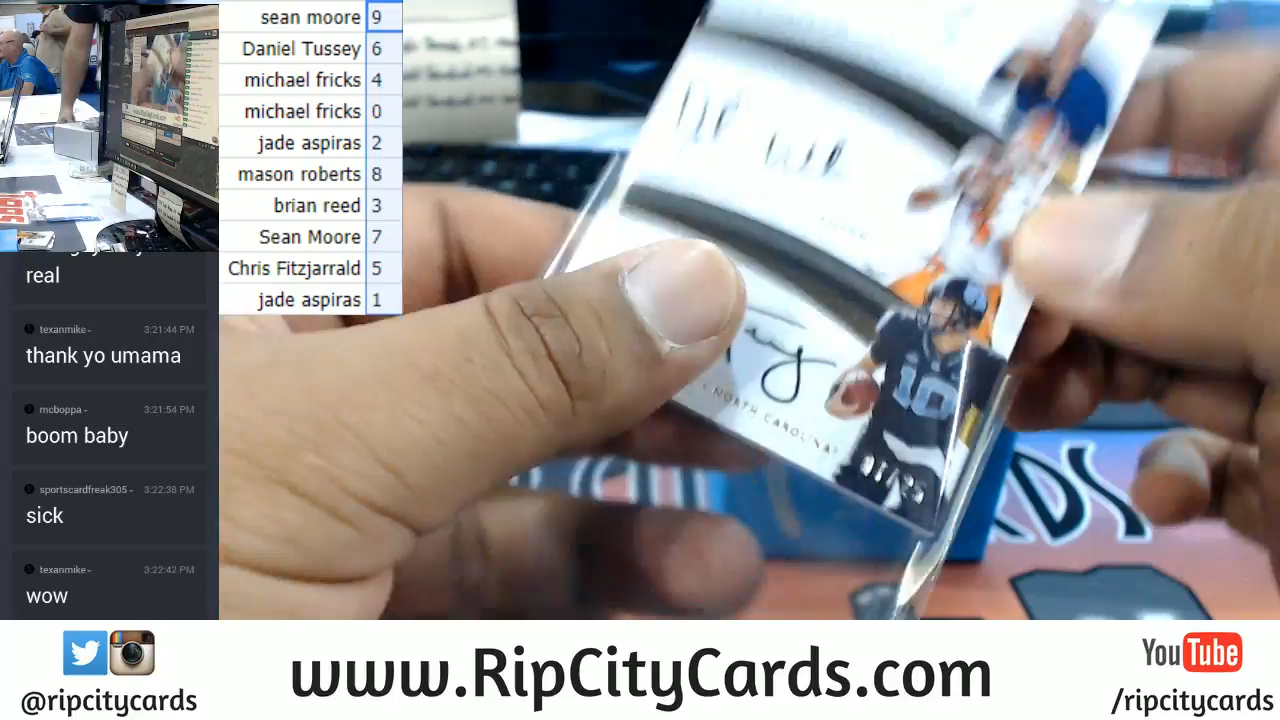 sean moore 9
Daniel Tussey 6
michael fricks 4
michael fricks 0
jade aspiras 2
mason roberts 8
brian reed 3
Sean Moore 7
Chris Fitzjarrald 5
jade aspiras 1
real
texanmike- 3:21:44 PM
thank yo umama
mcboppa- 3:21:54 PM
boom baby
sportscardfreak305- 3:22:38 PM
sick
texanmike- 3:22:42 PM
wow
NORTH CAROLINA
10
www.RipCityCards.com
@ripcitycards
YouTube
/ripcitycards